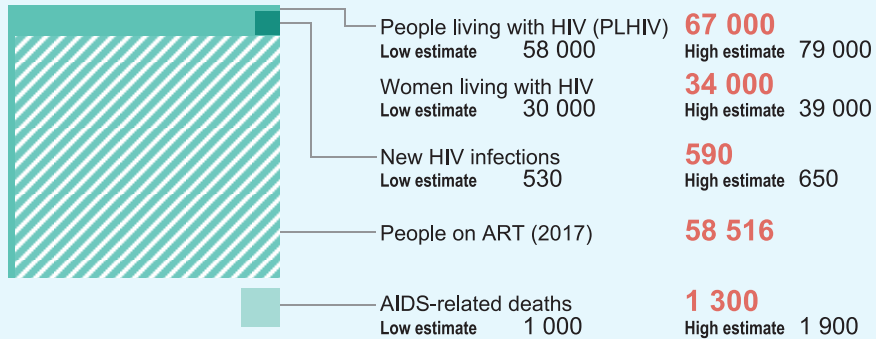 People living with HIV (PLHIV) 67 000
Low estimate 58 000 High estimate 79 000
Women living with HIV 34 000
Low estimate 30 000 High estimate 39 000
New HIV infections 590
Low estimate 530 High estimate 650
People on ART (2017) 58 516
AIDS-related deaths 1 300
Low estimate 1 000 High estimate 1 900